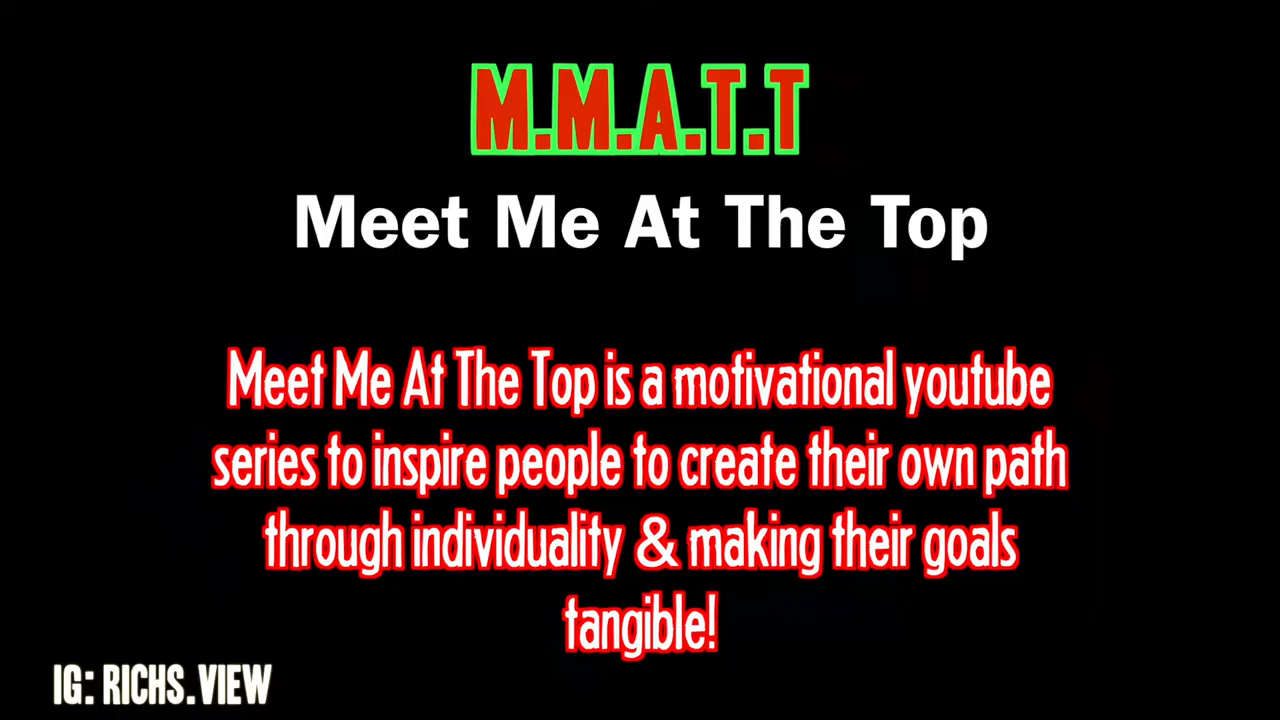 M.M.A.T.T
Meet Me At The Top
Meet Me At The Top is a motivational youtube
series to inspire people to create their own path
through individuality & making their goals
tangible!
IG: RICHS.VIEW